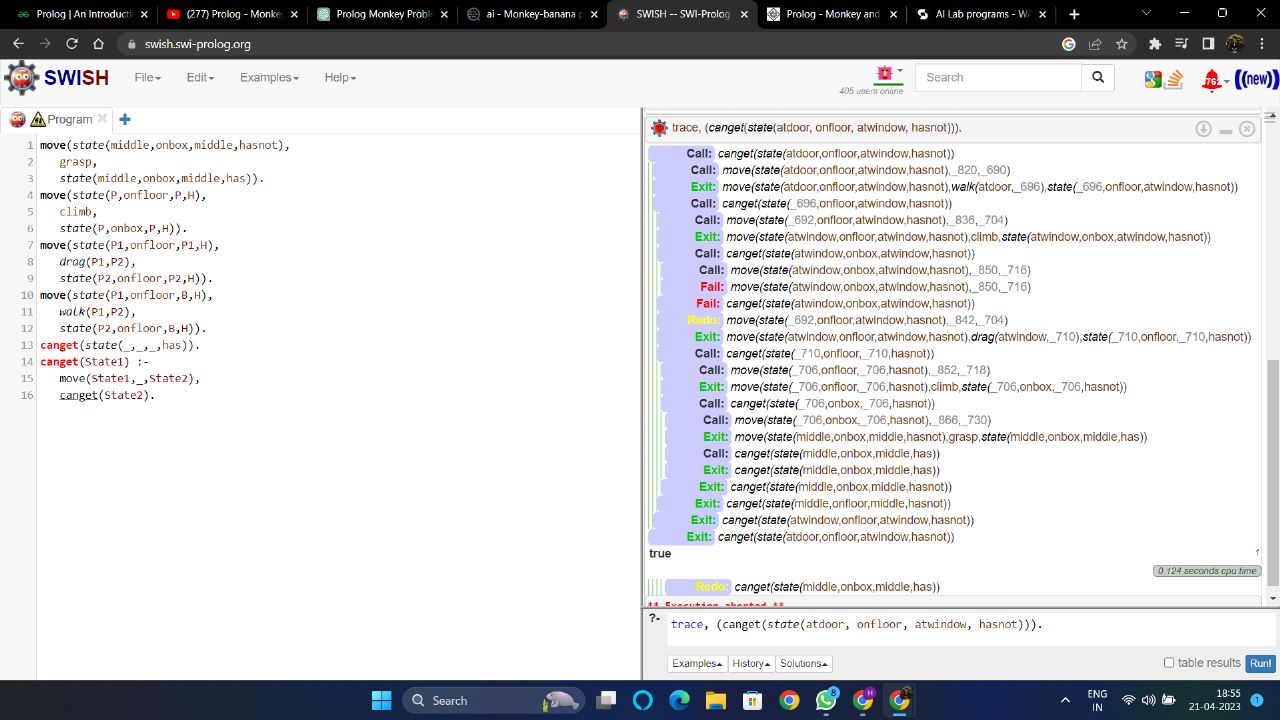 Prolog | An Introduct
(277) Prolog - Monke
Prolog Monkey Proble
ai - Monkey-banana p
SWISH -- SWI-Prolog
Prolog - Monkey and
AI Lab programs - WA
swish.swi-prolog.org
SWISH
File
Edit
Examples
Help
405 users online
Search
((new))
Program
1 move(state(middle,onbox,middle,hasnot),
2 grasp,
3 state(middle,onbox,middle,has)).
4 move(state(P,onfloor,P,H),
5 climb,
6 state(P,onbox,P,H)).
7 move(state(P1,onfloor,P1,H),
8 drag(P1,P2),
9 state(P2,onfloor,P2,H)).
10 move(state(P1,onfloor,B,H),
11 walk(P1,P2),
12 state(P2,onfloor,B,H)).
13 canget(state(_,_,_,has)).
14 canget(State1) :-
15 move(State1,_,State2),
16 canget(State2).
trace, (canget(state(atdoor, onfloor, atwindow, hasnot))).
Call: canget(state(atdoor,onfloor,atwindow,hasnot))
Call: move(state(atdoor,onfloor,atwindow,hasnot),_820,_690)
Exit: move(state(atdoor,onfloor,atwindow,hasnot),walk(atdoor,_696),state(_696,onfloor,atwindow,hasnot))
Call: canget(state(_696,onfloor,atwindow,hasnot))
Call: move(state(_692,onfloor,atwindow,hasnot),_836,_704)
Exit: move(state(atwindow,onfloor,atwindow,hasnot),climb,state(atwindow,onbox,atwindow,hasnot))
Call: canget(state(atwindow,onbox,atwindow,hasnot))
Call: move(state(atwindow,onbox,atwindow,hasnot),_850,_716)
Fail: move(state(atwindow,onbox,atwindow,hasnot),_850,_716)
Fail: canget(state(atwindow,onbox,atwindow,hasnot))
Redo: move(state(_692,onfloor,atwindow,hasnot),_842,_704)
Exit: move(state(atwindow,onfloor,atwindow,hasnot),drag(atwindow,_710),state(_710,onfloor,_710,hasnot))
Call: canget(state(_710,onfloor,_710,hasnot))
Call: move(state(_706,onfloor,_706,hasnot),_852,_718)
Exit: move(state(_706,onfloor,_706,hasnot),climb,state(_706,onbox,_706,hasnot))
Call: canget(state(_706,onbox,_706,hasnot))
Call: move(state(_706,onbox,_706,hasnot),_866,_730)
Exit: move(state(middle,onbox,middle,hasnot),grasp,state(middle,onbox,middle,has))
Call: canget(state(middle,onbox,middle,has))
Exit: canget(state(middle,onbox,middle,has))
Exit: canget(state(middle,onbox,middle,hasnot))
Exit: canget(state(middle,onfloor,middle,hasnot))
Exit: canget(state(atwindow,onfloor,atwindow,hasnot))
Exit: canget(state(atdoor,onfloor,atwindow,hasnot))
true
1
0.124 seconds cpu time
Redo: canget(state(middle,onbox,middle,has))
** Execution aborted **
?- trace, (canget(state(atdoor, onfloor, atwindow, hasnot))).
Examples
History
Solutions
table results
Run!
Search
8
H
ENG
IN
18:55
21-04-2023
1